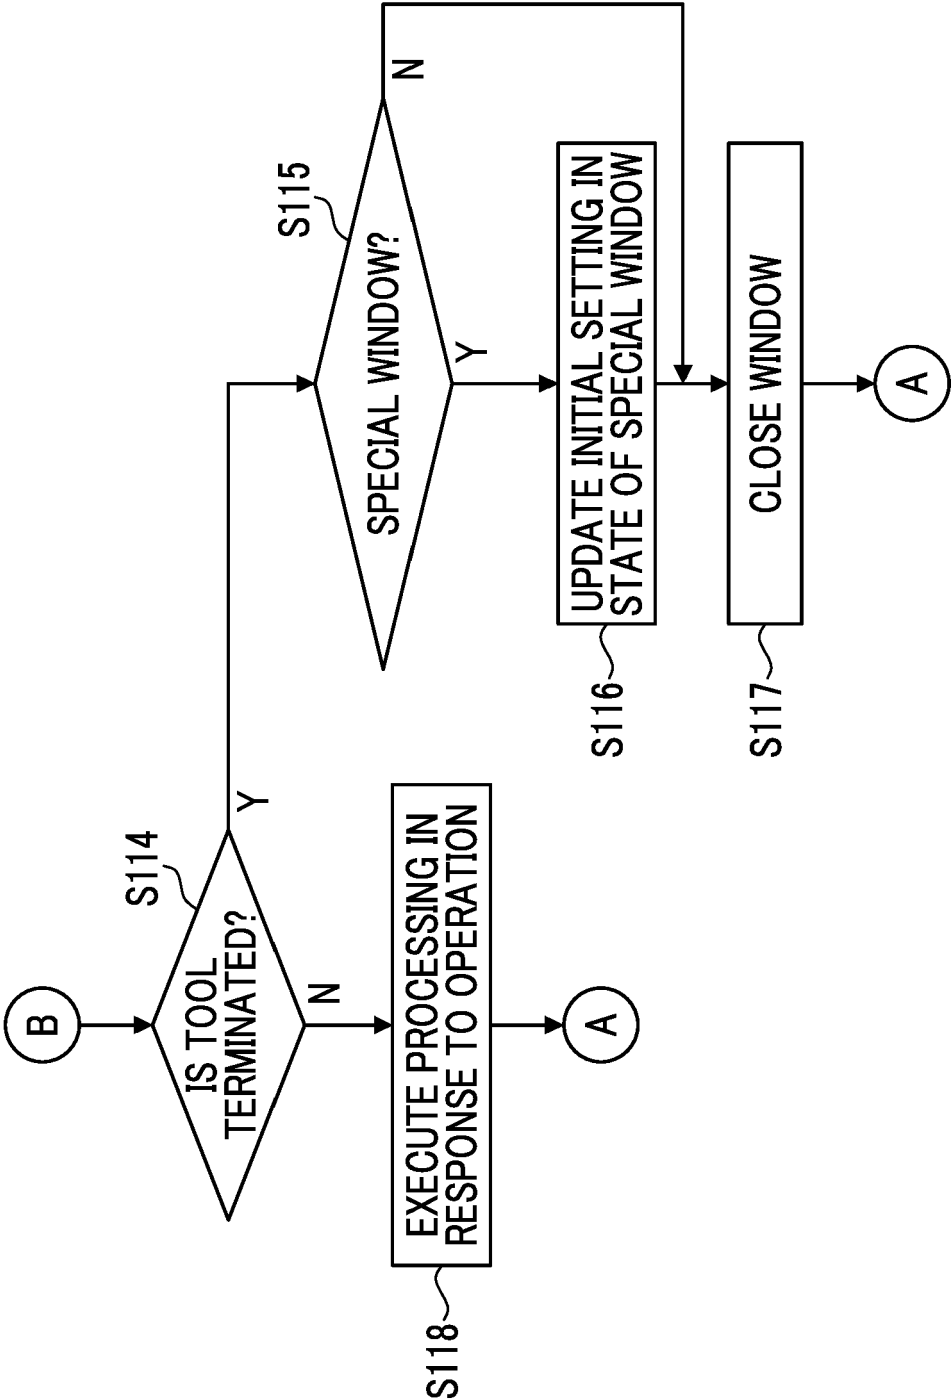 B
S114
IS TOOL
TERMINATED?
Y
N
S118
EXECUTE PROCESSING IN
RESPONSE TO OPERATION
A
S115
SPECIAL WINDOW?
N
Y
S116
UPDATE INITIAL SETTING IN
STATE OF SPECIAL WINDOW
S117
CLOSE WINDOW
A